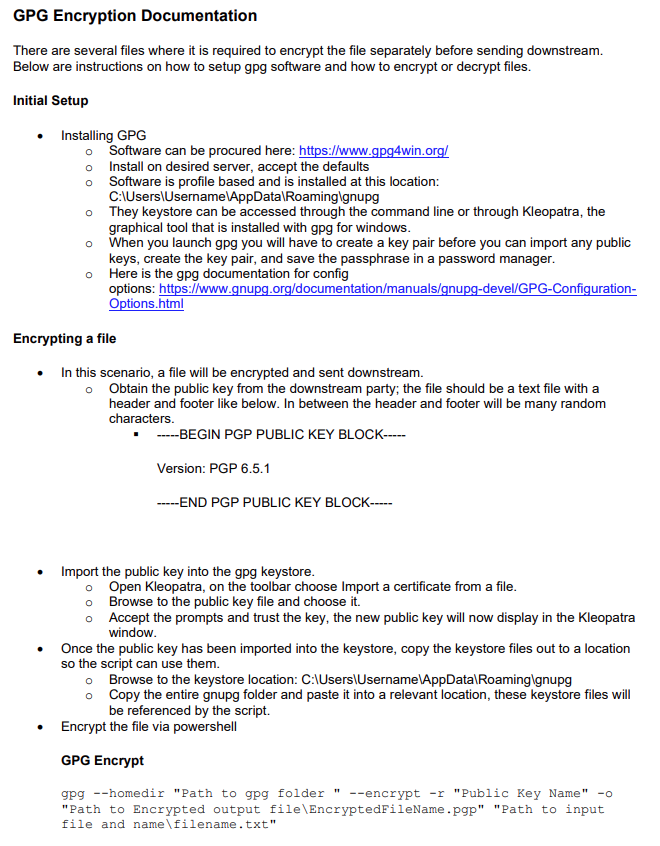 GPG Encryption Documentation
There are several files where it is required to encrypt the file separately before sending downstream.
Below are instructions on how to setup gpg software and how to encrypt or decrypt files.
Initial Setup
• Installing GPG
o Software can be procured here: https://www.gpg4win.org/
o Install on desired server, accept the defaults
o Software is profile based and is installed at this location:
C:\Users\Username\AppData\Roaming\gnupg
o They keystore can be accessed through the command line or through Kleopatra, the
graphical tool that is installed with gpg for windows.
o When you launch gpg you will have to create a key pair before you can import any public
keys, create the key pair, and save the passphrase in a password manager.
o Here is the gpg documentation for config
options: https://www.gnupg.org/documentation/manuals/gnupg-devel/GPG-Configuration-
Options.html
Encrypting a file
• In this scenario, a file will be encrypted and sent downstream.
o Obtain the public key from the downstream party; the file should be a text file with a
header and footer like below. In between the header and footer will be many random
characters.
▪ -----BEGIN PGP PUBLIC KEY BLOCK-----
Version: PGP 6.5.1
-----END PGP PUBLIC KEY BLOCK-----
• Import the public key into the gpg keystore.
o Open Kleopatra, on the toolbar choose Import a certificate from a file.
o Browse to the public key file and choose it.
o Accept the prompts and trust the key, the new public key will now display in the Kleopatra
window.
• Once the public key has been imported into the keystore, copy the keystore files out to a location
so the script can use them.
o Browse to the keystore location: C:\Users\Username\AppData\Roaming\gnupg
o Copy the entire gnupg folder and paste it into a relevant location, these keystore files will
be referenced by the script.
• Encrypt the file via powershell
GPG Encrypt
gpg --homedir "Path to gpg folder " --encrypt -r "Public Key Name" -o
"Path to Encrypted output file\EncryptedFileName.pgp" "Path to input
file and name\filename.txt"